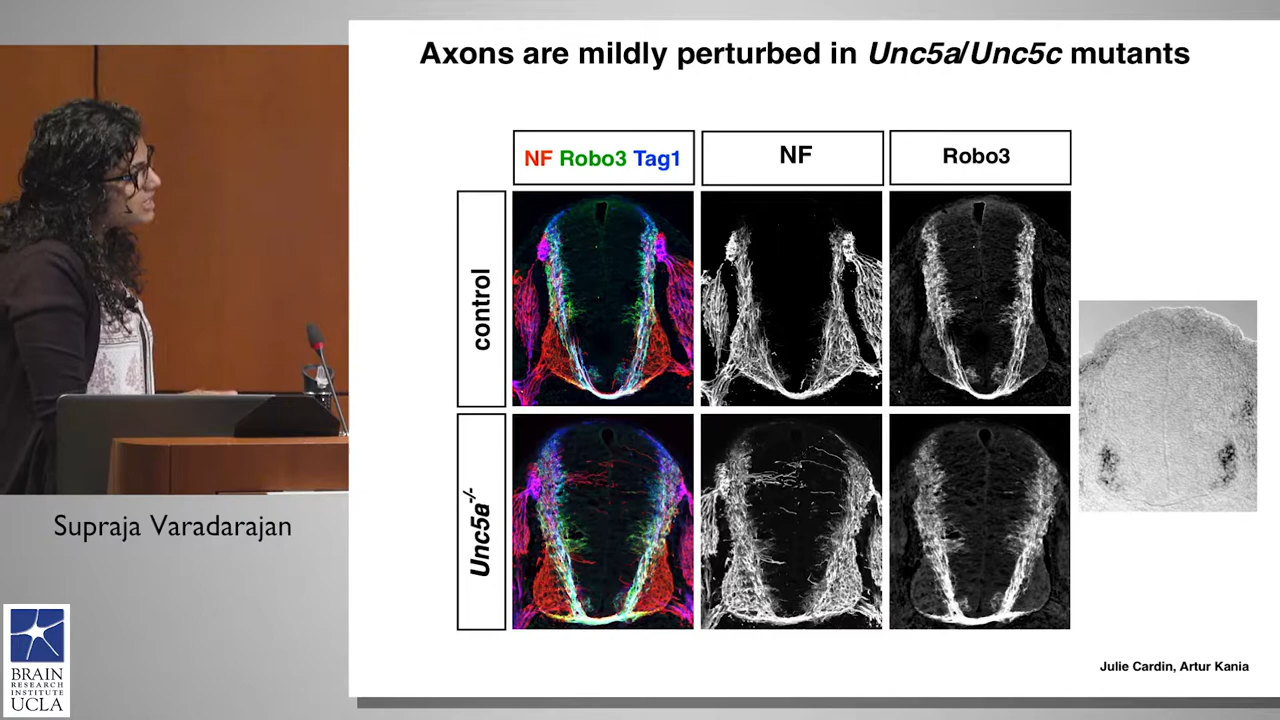 Axons are mildly perturbed in Unc5a/Unc5c mutants
NF Robo3 Tag1
NF
Robo3
control
Unc5a-/-
Supraja Varadarajan
BRAIN
RESEARCH
INSTITUTE
UCLA
Julie Cardin, Artur Kania